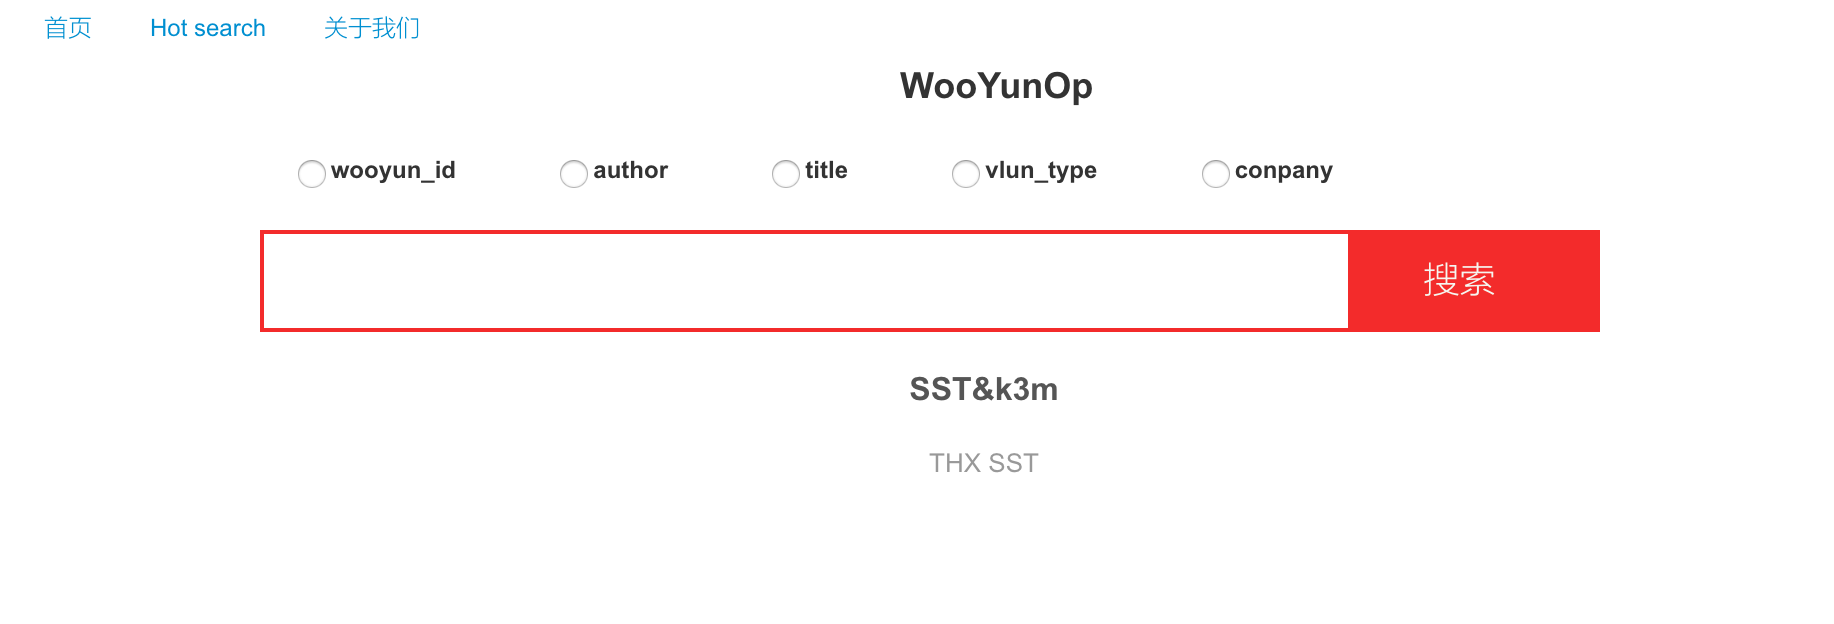 首页 Hot search 关于我们
WooYunOp
wooyun_id author title vlun_type conpany
搜索
SST&k3m
THX SST